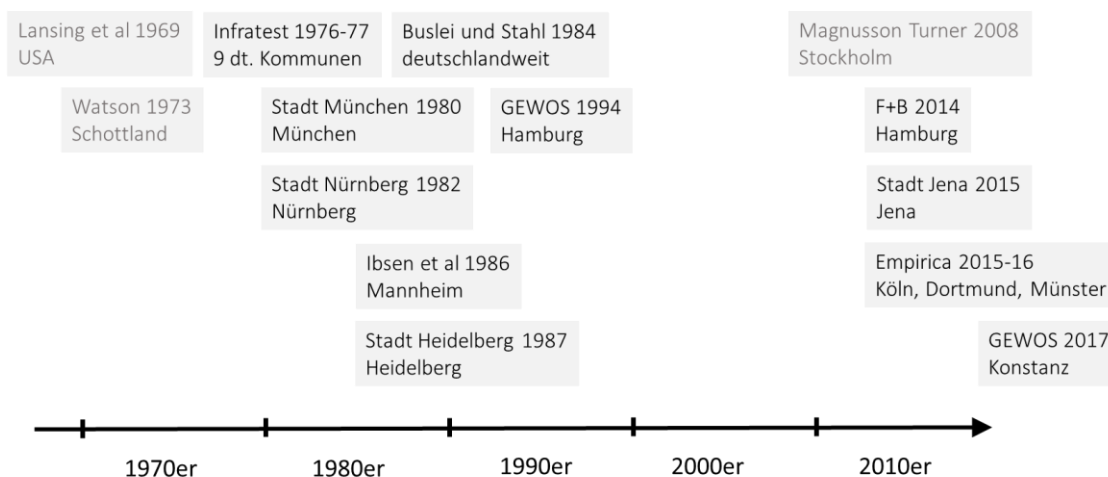 Lansing et al 1969
USA
Infratest 1976-77
9 dt. Kommunen
Buslei und Stahl 1984
deutschlandweit
Magnusson Turner 2008
Stockholm
Watson 1973
Schottland
Stadt München 1980
München
GEWOS 1994
Hamburg
F+B 2014
Hamburg
Stadt Nürnberg 1982
Nürnberg
Stadt Jena 2015
Jena
Ibsen et al 1986
Mannheim
Empirica 2015-16
Köln, Dortmund, Münster
Stadt Heidelberg 1987
Heidelberg
GEWOS 2017
Konstanz
1970er
1980er
1990er
2000er
2010er